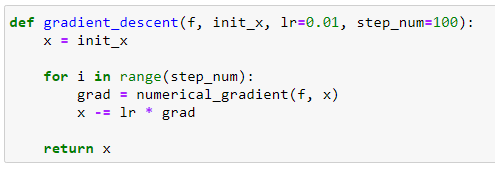 def gradient_descent(f, init_x, lr=0.01, step_num=100):
    x = init_x

    for i in range(step_num):
        grad = numerical_gradient(f, x)
        x -= lr * grad

    return x